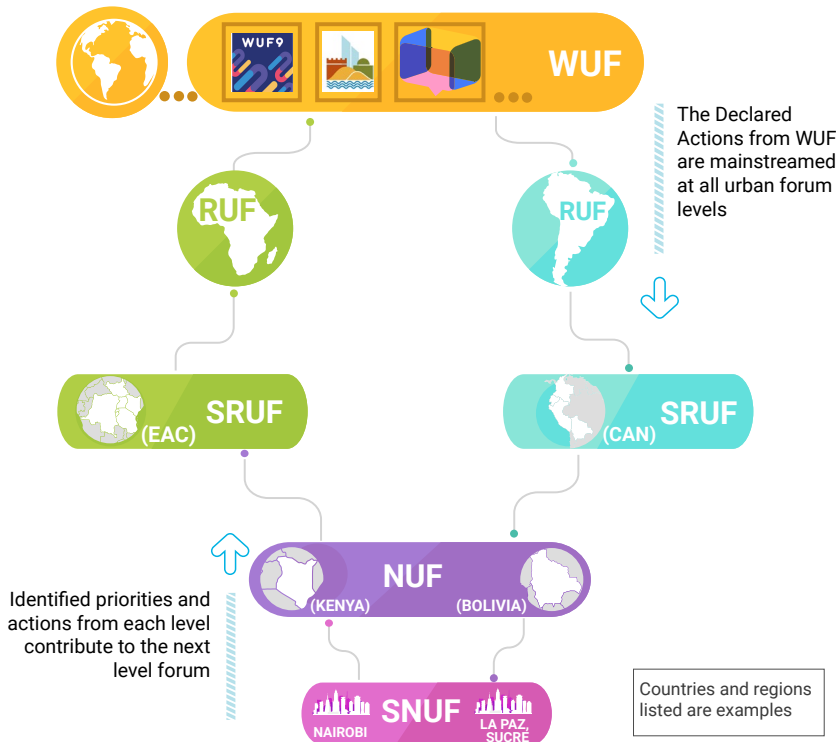 WUF9
WUF
The Declared
Actions from WUF
are mainstreamed
at all urban forum
levels
RUF
RUF
SRUF
(EAC)
SRUF
(CAN)
NUF
(KENYA)
(BOLIVIA)
Identified priorities and
actions from each level
contribute to the next
level forum
SNUF
NAIROBI
LA PAZ,
SUCRE
Countries and regions
listed are examples